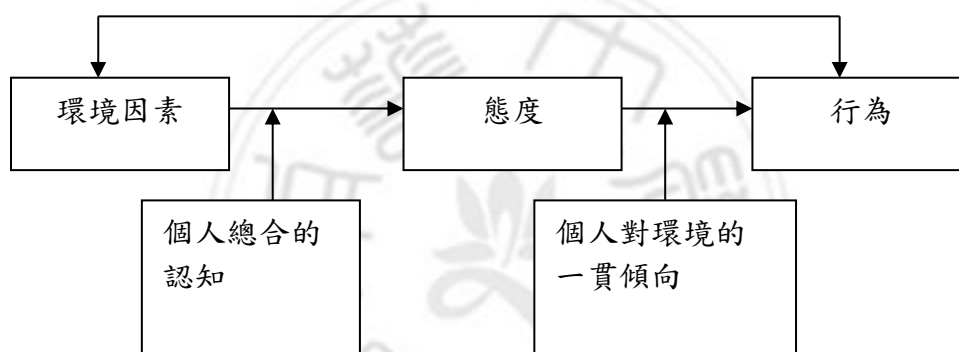 環境因素
態度
行為
個人總合的
認知
個人對環境的
一貫傾向